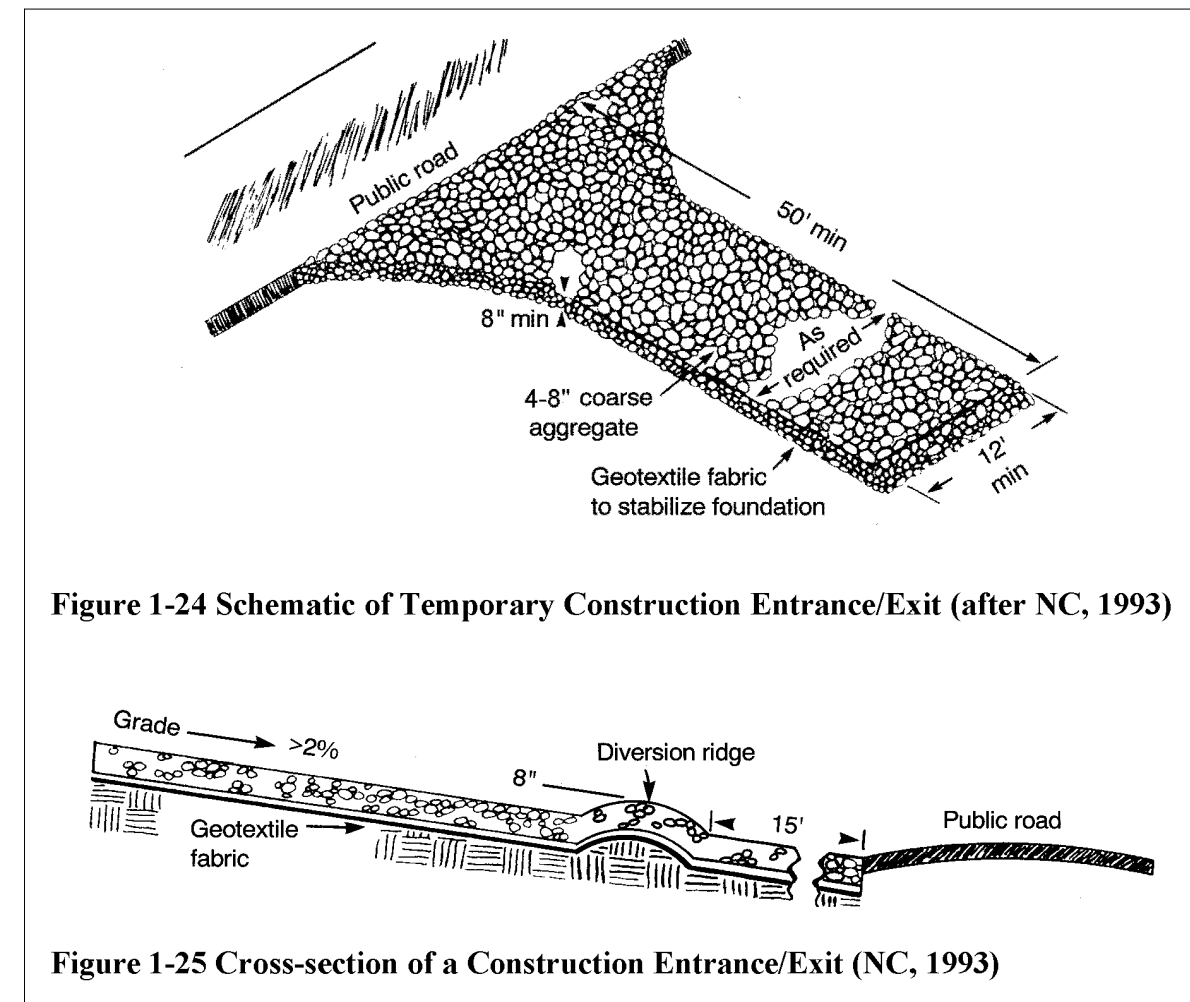 Public road
50' min
8" min
As
required
4-8" coarse
aggregate
12'
min
Geotextile fabric
to stabilize foundation
Figure 1-24 Schematic of Temporary Construction Entrance/Exit (after NC, 1993)
Grade
>2%
Diversion ridge
8"
15'
Public road
Geotextile
fabric
Figure 1-25 Cross-section of a Construction Entrance/Exit (NC, 1993)